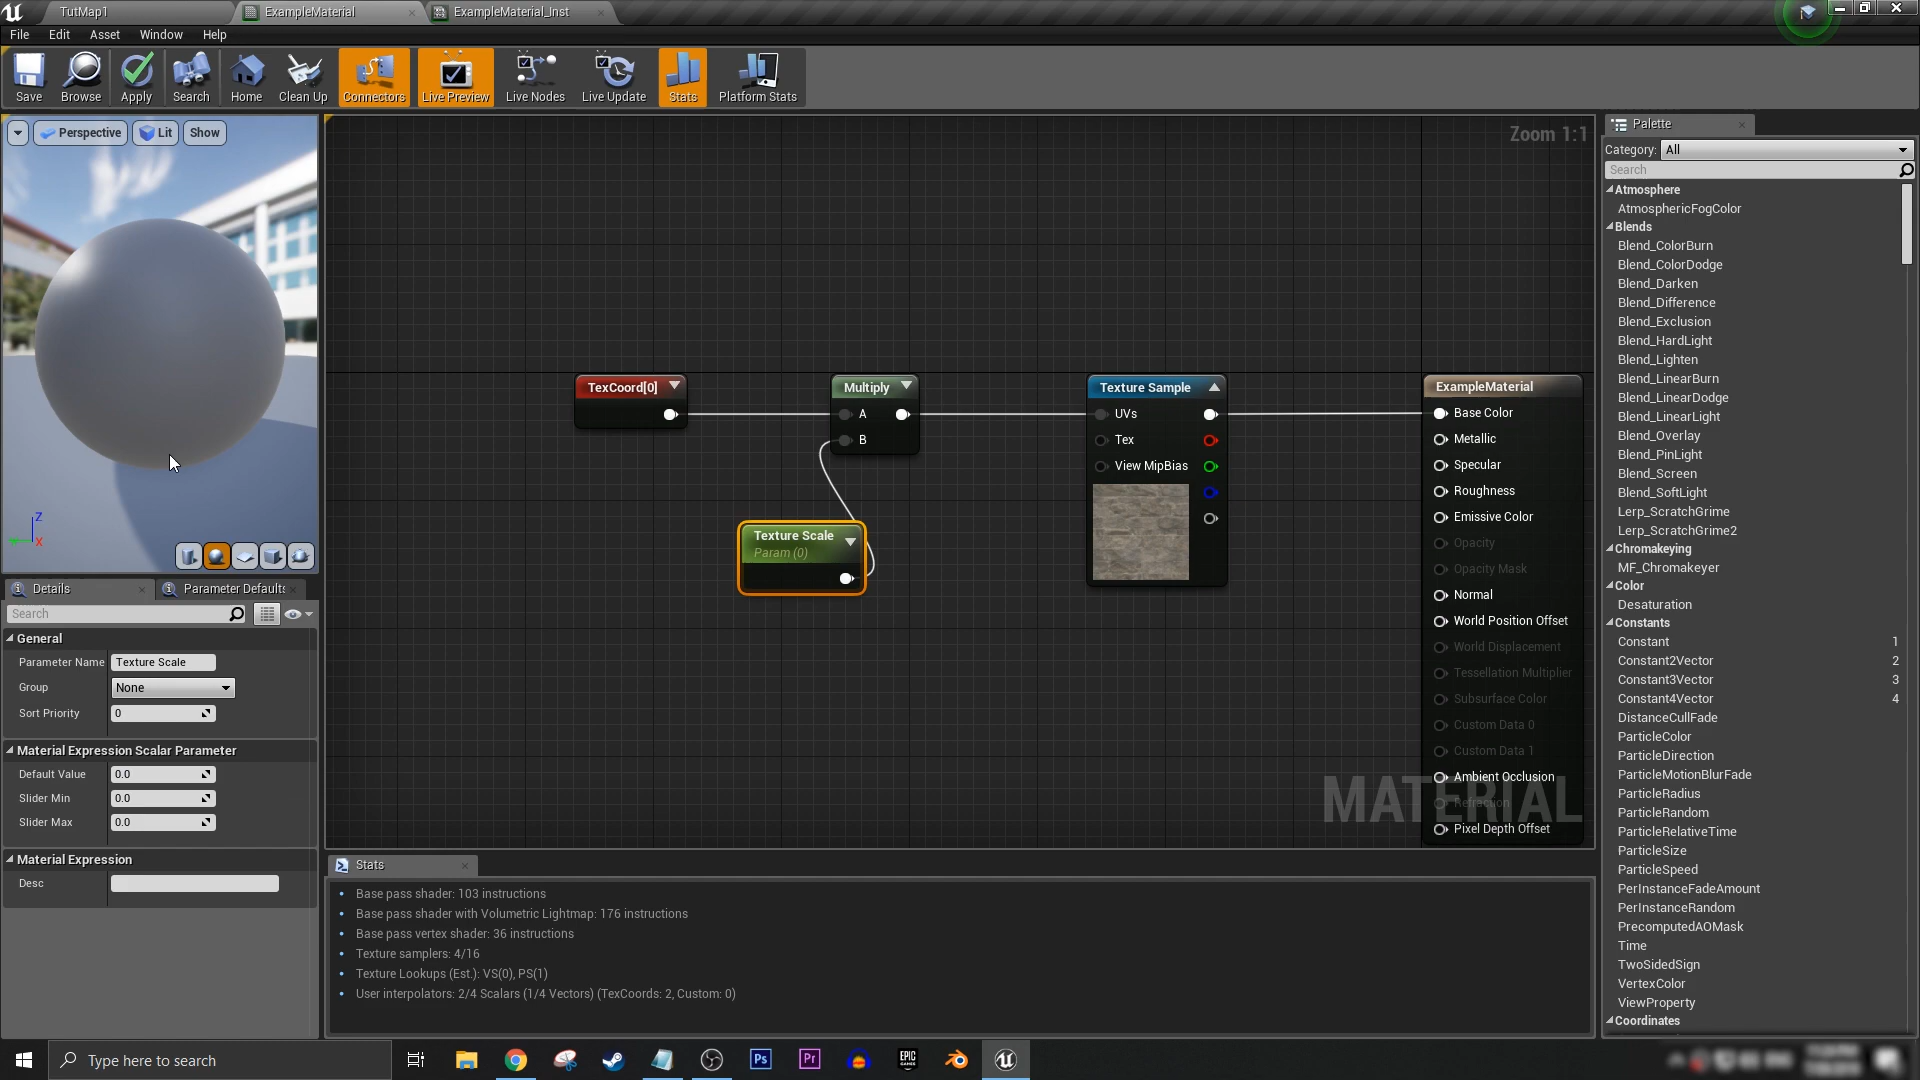 TutMap1
ExampleMaterial
ExampleMaterial_Inst
File Edit Asset Window Help
Save Browse Apply Search Home Clean Up Connectors Live Preview Live Nodes Live Update Stats Platform Stats
Perspective Lit Show
Z
X
Details
Parameter Defaults
Search
General
Parameter Name Texture Scale
Group None
Sort Priority 0
Material Expression Scalar Parameter
Default Value 0.0
Slider Min 0.0
Slider Max 0.0
Material Expression
Desc
Zoom 1:1
TexCoord[0]
Multiply
A
B
Texture Scale
Param (0)
Texture Sample
UVs
Tex
View MipBias
ExampleMaterial
Base Color
Metallic
Specular
Roughness
Emissive Color
Opacity
Opacity Mask
Normal
World Position Offset
World Displacement
Tessellation Multiplier
Subsurface Color
Custom Data 0
Custom Data 1
Ambient Occlusion
Refraction
Pixel Depth Offset
MATERIAL
Stats
Base pass shader: 103 instructions
Base pass shader with Volumetric Lightmap: 176 instructions
Base pass vertex shader: 36 instructions
Texture samplers: 4/16
Texture Lookups (Est.): VS(0), PS(1)
User interpolators: 2/4 Scalars (1/4 Vectors) (TexCoords: 2, Custom: 0)
Palette
Category: All
Search
Atmosphere
AtmosphericFogColor
Blends
Blend_ColorBurn
Blend_ColorDodge
Blend_Darken
Blend_Difference
Blend_Exclusion
Blend_HardLight
Blend_Lighten
Blend_LinearBurn
Blend_LinearDodge
Blend_LinearLight
Blend_Overlay
Blend_PinLight
Blend_Screen
Blend_SoftLight
Lerp_ScratchGrime
Lerp_ScratchGrime2
Chromakeying
MF_Chromakeyer
Color
Desaturation
Constants
Constant 1
Constant2Vector 2
Constant3Vector 3
Constant4Vector 4
DistanceCullFade
ParticleColor
ParticleDirection
ParticleMotionBlurFade
ParticleRadius
ParticleRandom
ParticleRelativeTime
ParticleSize
ParticleSpeed
PerInstanceFadeAmount
PerInstanceRandom
PrecomputedAOMask
Time
TwoSidedSign
VertexColor
ViewProperty
Coordinates
Type here to search
Ps
Pr
EPIC
GAMES